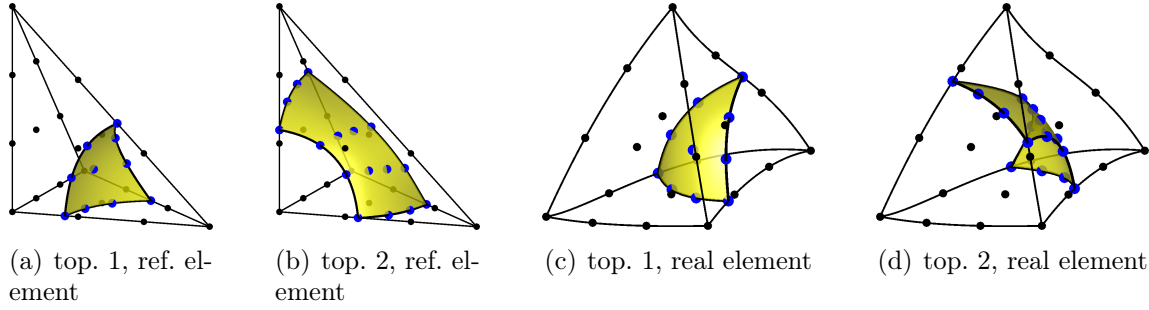 (a) top. 1, ref. el-
ement
(b) top. 2, ref. el-
ement
(c) top. 1, real element
(d) top. 2, real element